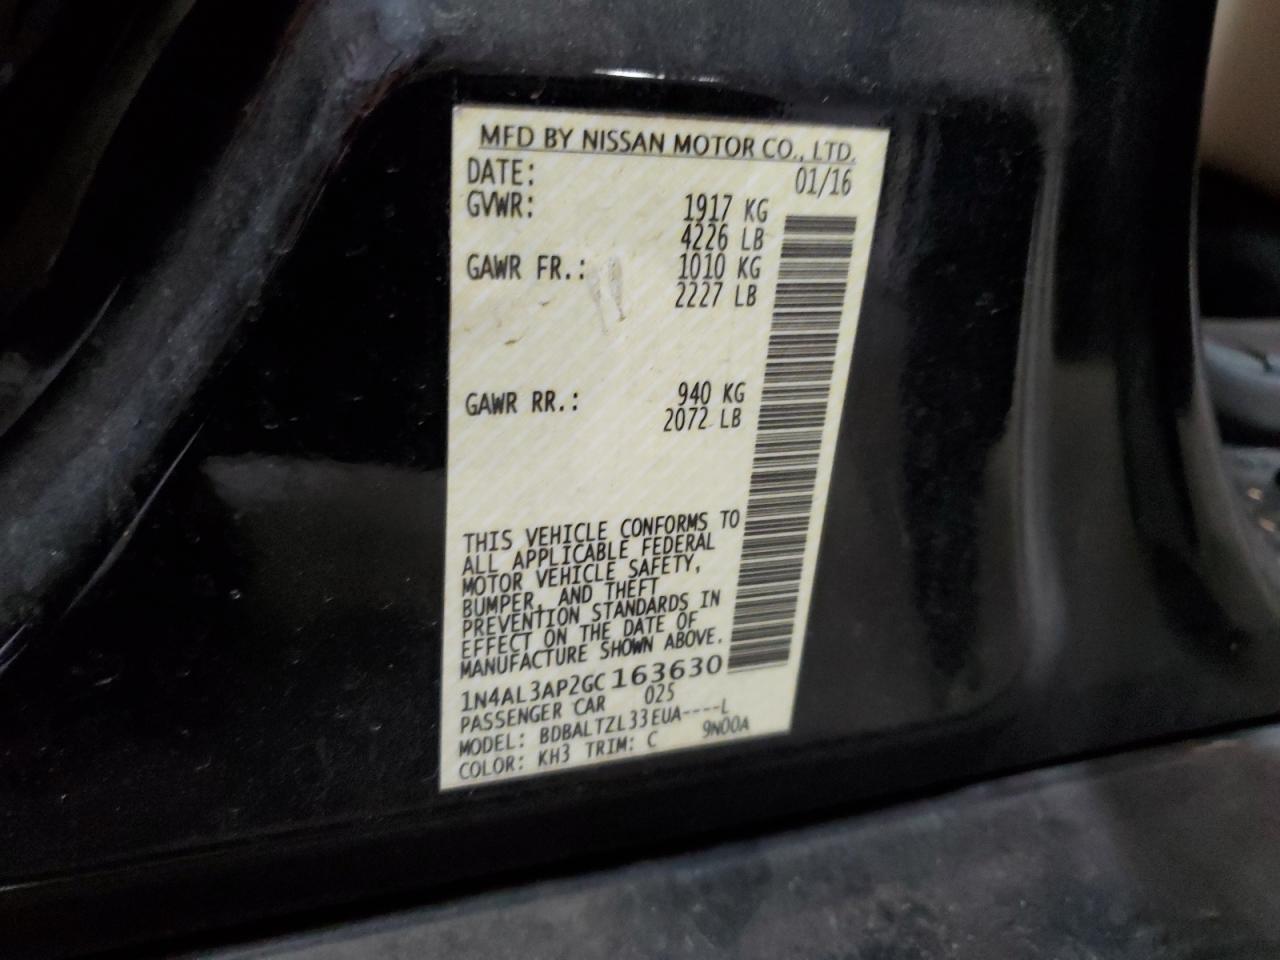 MFD BY NISSAN MOTOR CO., LTD.
DATE: 01/16
GVWR: 1917 KG
4226 LB
GAWR FR.: 1010 KG
2227 LB
GAWR RR.: 940 KG
2072 LB
THIS VEHICLE CONFORMS TO
ALL APPLICABLE FEDERAL
MOTOR VEHICLE SAFETY,
BUMPER, AND THEFT
PREVENTION STANDARDS IN
EFFECT ON THE DATE OF
MANUFACTURE SHOWN ABOVE.
1N4AL3AP2GC163630
PASSENGER CAR 025
MODEL: BDBALTZL33EUA----L
COLOR: KH3 TRIM: C 9N00A